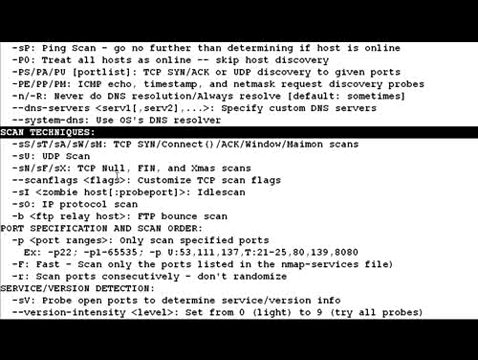 -sP: Ping Scan - go no further than determining if host is online
-P0: Treat all hosts as online -- skip host discovery
-PS/PA/PU [portlist]: TCP SYN/ACK or UDP discovery to given ports
-PE/PP/PM: ICMP echo, timestamp, and netmask request discovery probes
-n/-R: Never do DNS resolution/Always resolve [default: sometimes]
--dns-servers <serv1[,serv2],...>: Specify custom DNS servers
--system-dns: Use OS's DNS resolver
SCAN TECHNIQUES:
-sS/sT/sA/sW/sM: TCP SYN/Connect()/ACK/Window/Maimon scans
-sU: UDP Scan
-sN/sF/sX: TCP Null, FIN, and Xmas scans
--scanflags <flags>: Customize TCP scan flags
-sI <zombie host[:probeport]>: Idlescan
-sO: IP protocol scan
-b <ftp relay host>: FTP bounce scan
PORT SPECIFICATION AND SCAN ORDER:
-p <port ranges>: Only scan specified ports
Ex: -p22; -p1-65535; -p U:53,111,137,T:21-25,80,139,8080
-F: Fast - Scan only the ports listed in the nmap-services file)
-r: Scan ports consecutively - don't randomize
SERVICE/VERSION DETECTION:
-sV: Probe open ports to determine service/version info
--version-intensity <level>: Set from 0 (light) to 9 (try all probes)